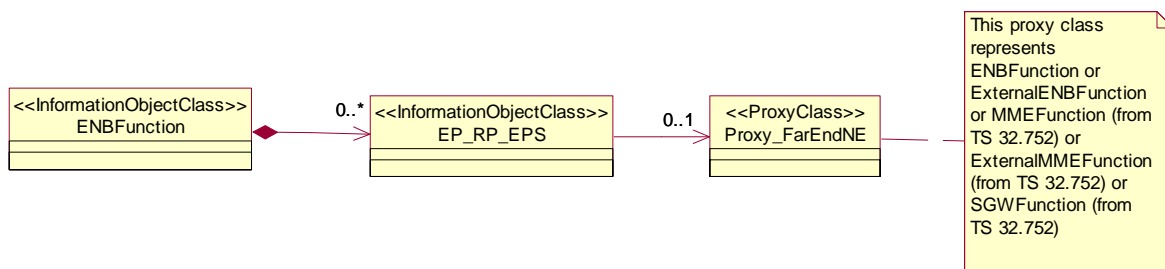 <<InformationObjectClass>>
ENBFunction
0..*
<<InformationObjectClass>>
EP_RP_EPS
0..1
<<ProxyClass>>
Proxy_FarEndNE
This proxy class
represents
ENBFunction or
ExternalENBFunction
or MMEFunction (from
TS 32.752) or
ExternalMMEFunction
(from TS 32.752) or
SGWFunction (from
TS 32.752)